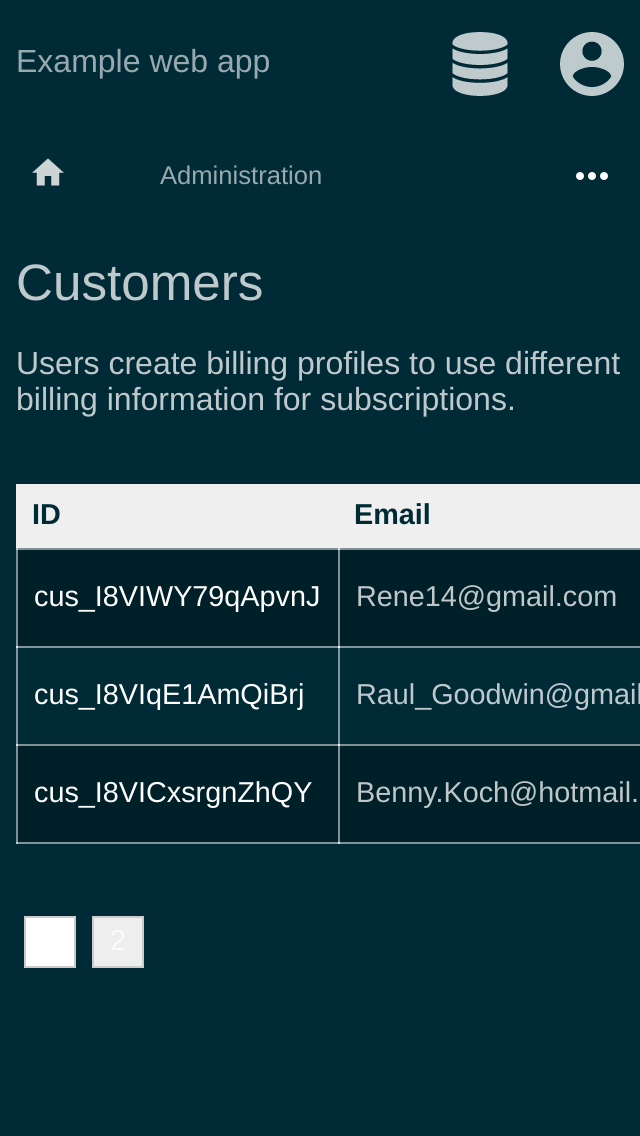 Example web app
Administration
Customers
Users create billing profiles to use different
billing information for subscriptions.
ID Email
cus_I8VIWY79qApvnJ Rene14@gmail.com
cus_I8VIqE1AmQiBrj Raul_Goodwin@gmail
cus_I8VICxsrgnZhQY Benny.Koch@hotmail.
2